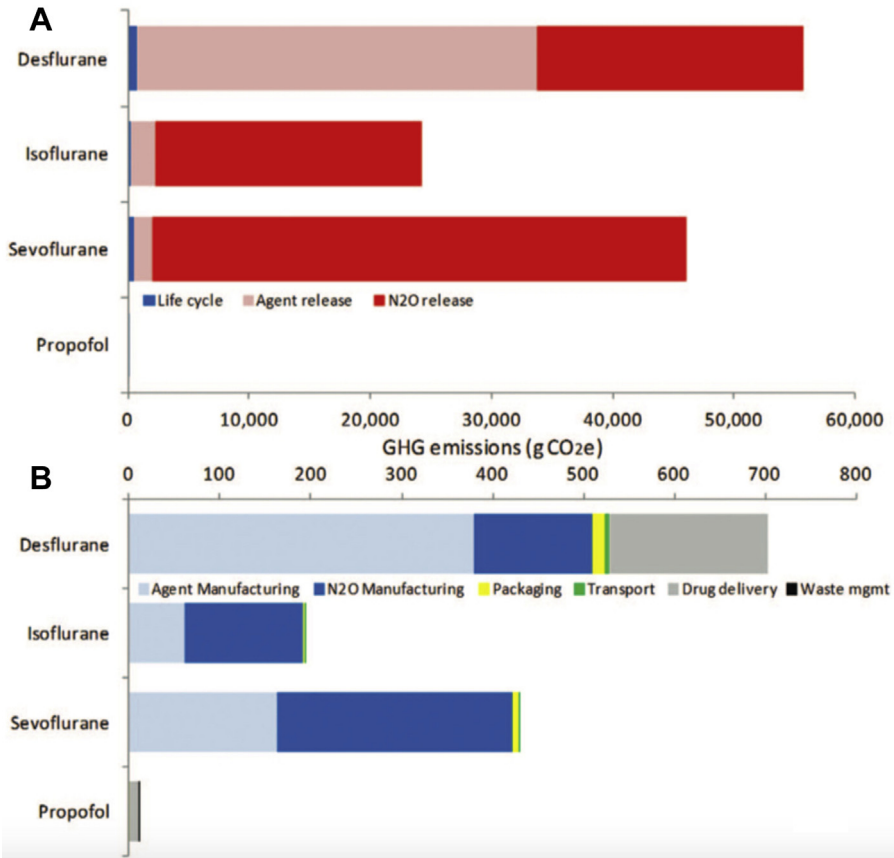 A
Desflurane
Isoflurane
Sevoflurane
Life cycle Agent release N2O release
Propofol
0 10,000 20,000 30,000 40,000 50,000 60,000
GHG emissions (g CO2e)
B
0 100 200 300 400 500 600 700 800
Desflurane
Agent Manufacturing N2O Manufacturing Packaging Transport Drug delivery Waste mgmt
Isoflurane
Sevoflurane
Propofol